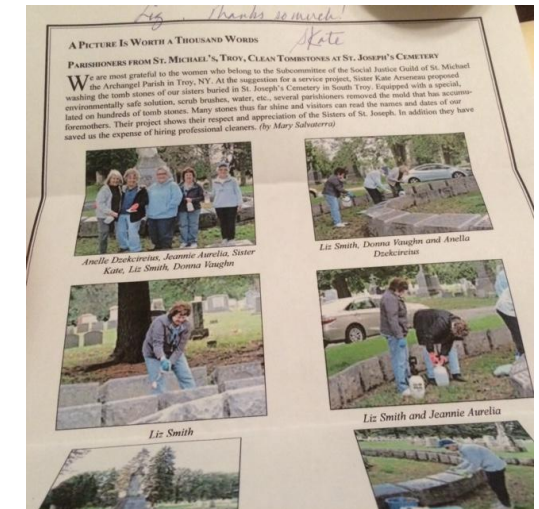 Liz, Thanks so much!
SKate
A PICTURE IS WORTH A THOUSAND WORDS
PARISHIONERS FROM ST. MICHAEL'S, TROY, CLEAN TOMBSTONES AT ST. JOSEPH'S CEMETERY
We are most grateful to the women who belong to the Subcommittee of the Social Justice Guild of St. Michael
the Archangel Parish in Troy, NY. At the suggestion for a service project, Sister Kate Arseneau proposed
washing the tomb stones of our sisters buried in St. Joseph's Cemetery in South Troy. Equipped with a special,
environmentally safe solution, scrub brushes, water, etc., several parishioners removed the mold that has accumu-
lated on hundreds of tomb stones. Many stones thus far shine and visitors can read the names and dates of our
foremothers. Their project shows their respect and appreciation of the Sisters of St. Joseph. In addition they have
saved us the expense of hiring professional cleaners. (by Mary Salvaterra)
Anelle Dzekcireius, Jeannie Aurelia, Sister
Kate, Liz Smith, Donna Vaughn
Liz Smith, Donna Vaughn and Anella
Dzekcireius
Liz Smith
Liz Smith and Jeannie Aurelia